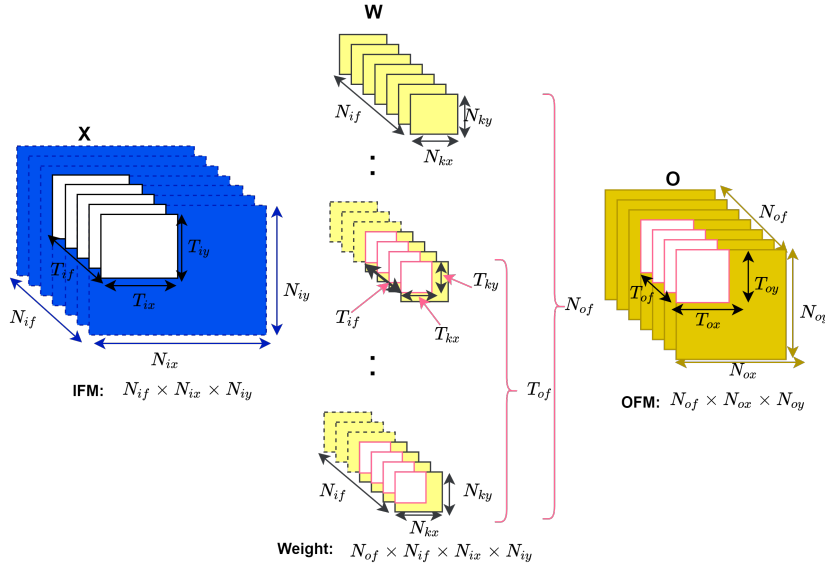 W
N_{if}
N_{ky}
N_{kx}
X
T_{iy}
T_{if}
T_{ix}
N_{iy}
N_{if}
N_{ix}
IFM: N_{if} × N_{ix} × N_{iy}
:
T_{ky}
T_{if}
T_{kx}
:
T_{of}
N_{of}
N_{if}
N_{ky}
N_{kx}
Weight: N_{of} × N_{if} × N_{ix} × N_{iy}
O
N_{of}
T_{of}
T_{oy}
T_{ox}
N_{oy}
N_{ox}
OFM: N_{of} × N_{ox} × N_{oy}